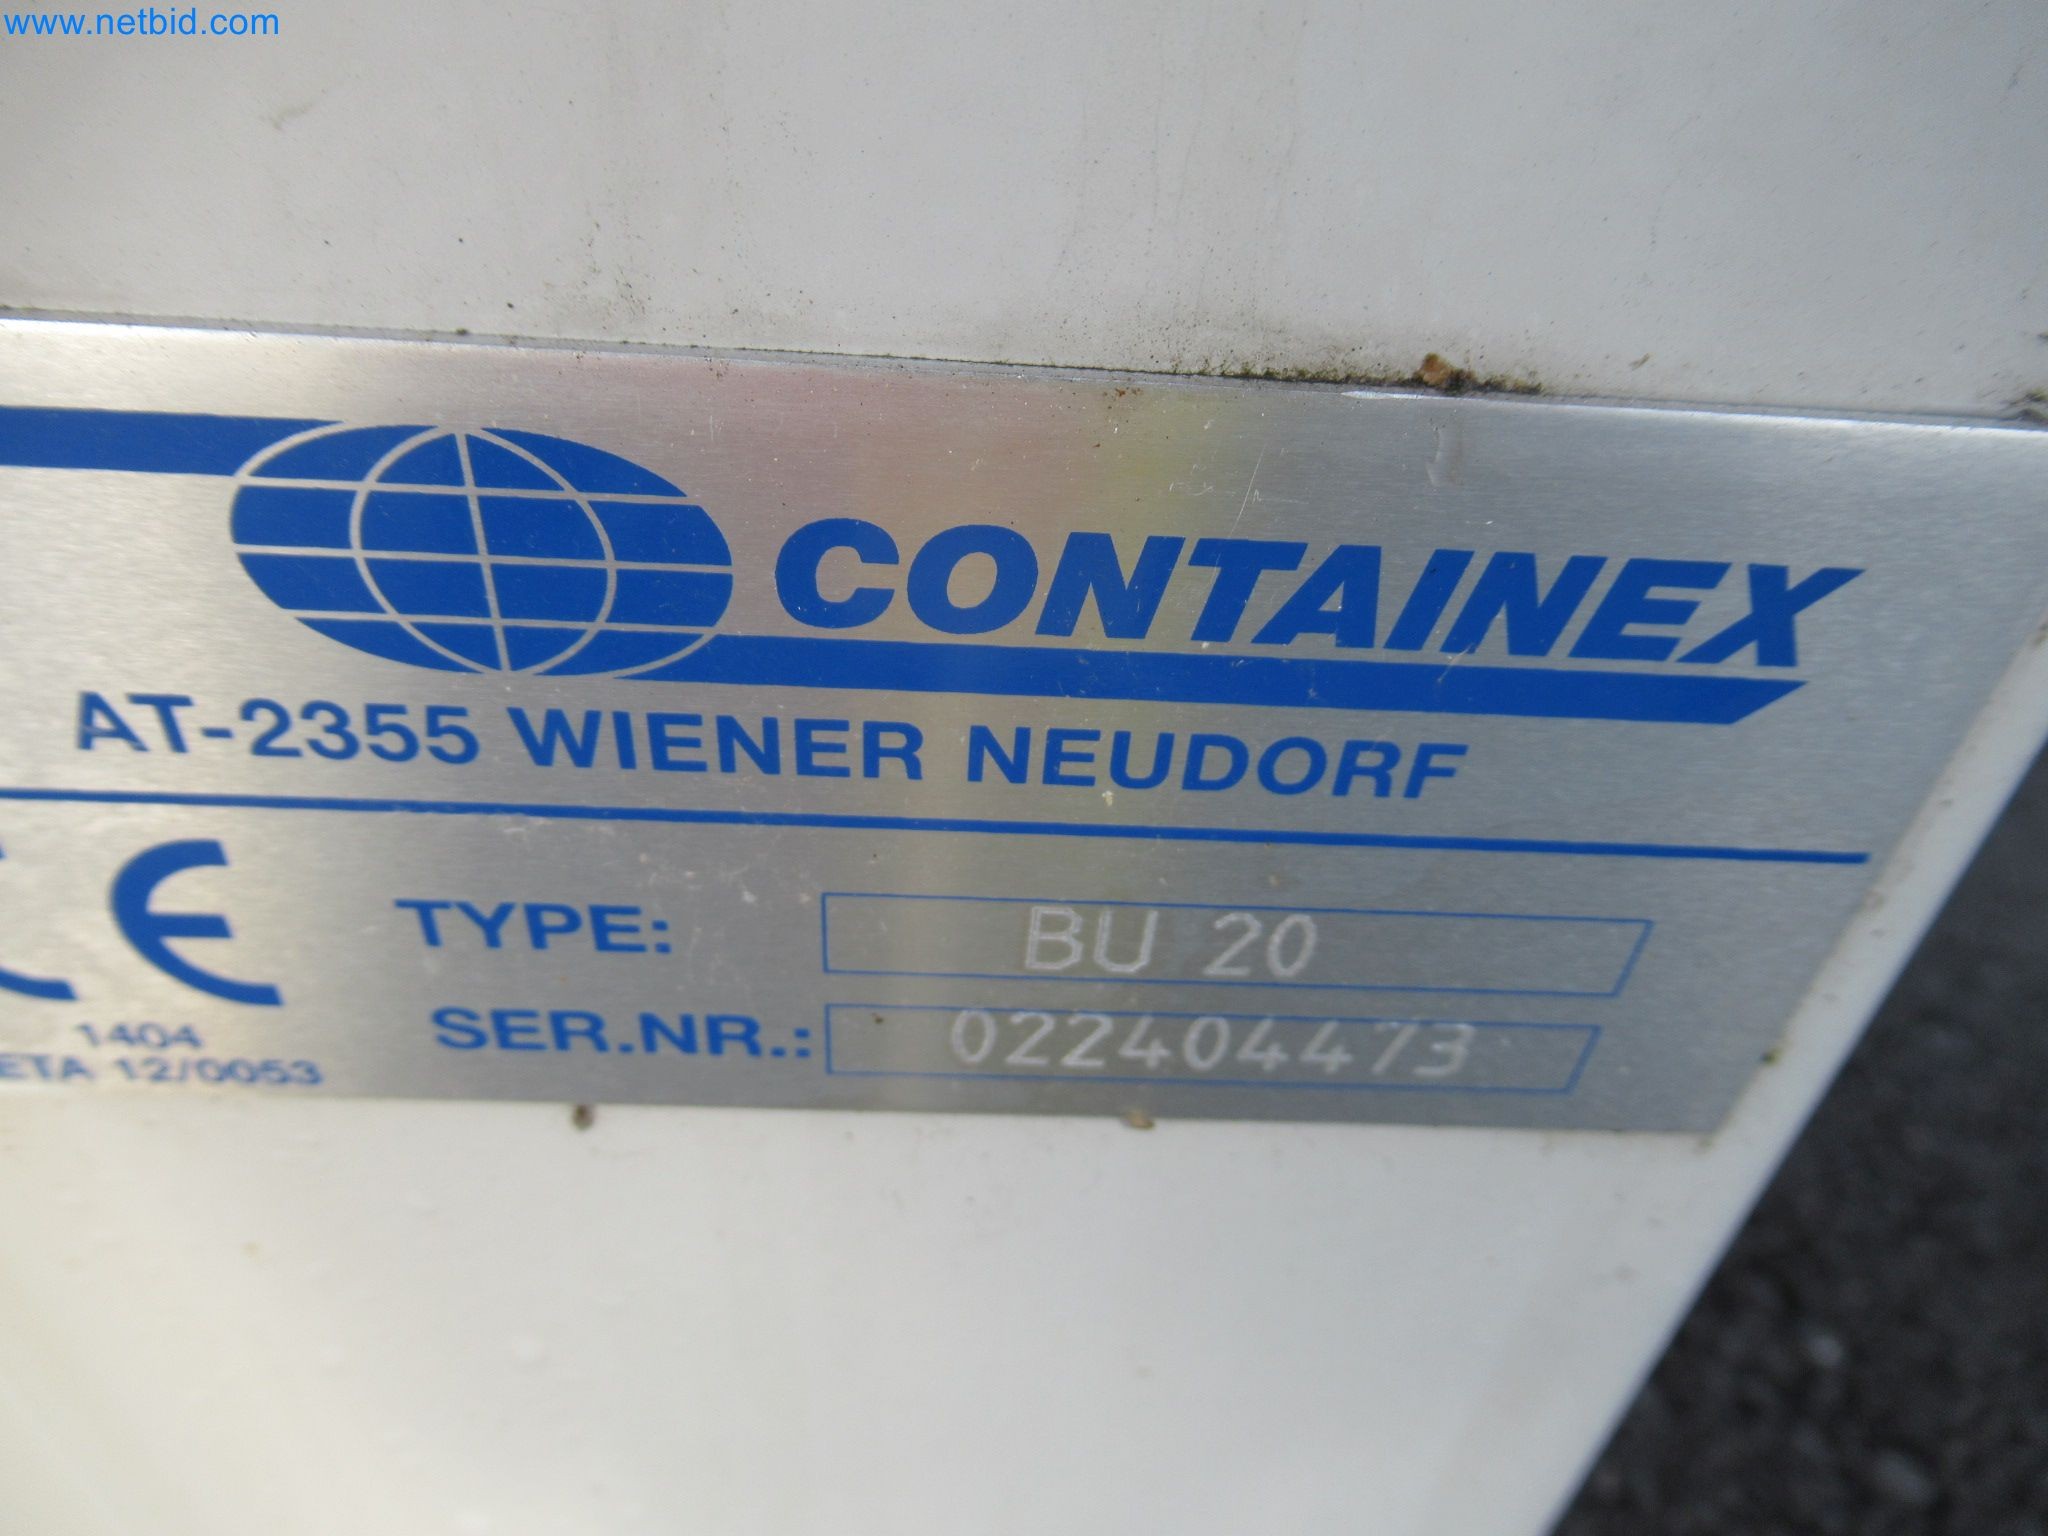 www.netbid.com
CONTAINEX
AT-2355 WIENER NEUDORF
CE
TYPE: BU 20
1404
SER.NR.: 022404473
ETA 12/0053